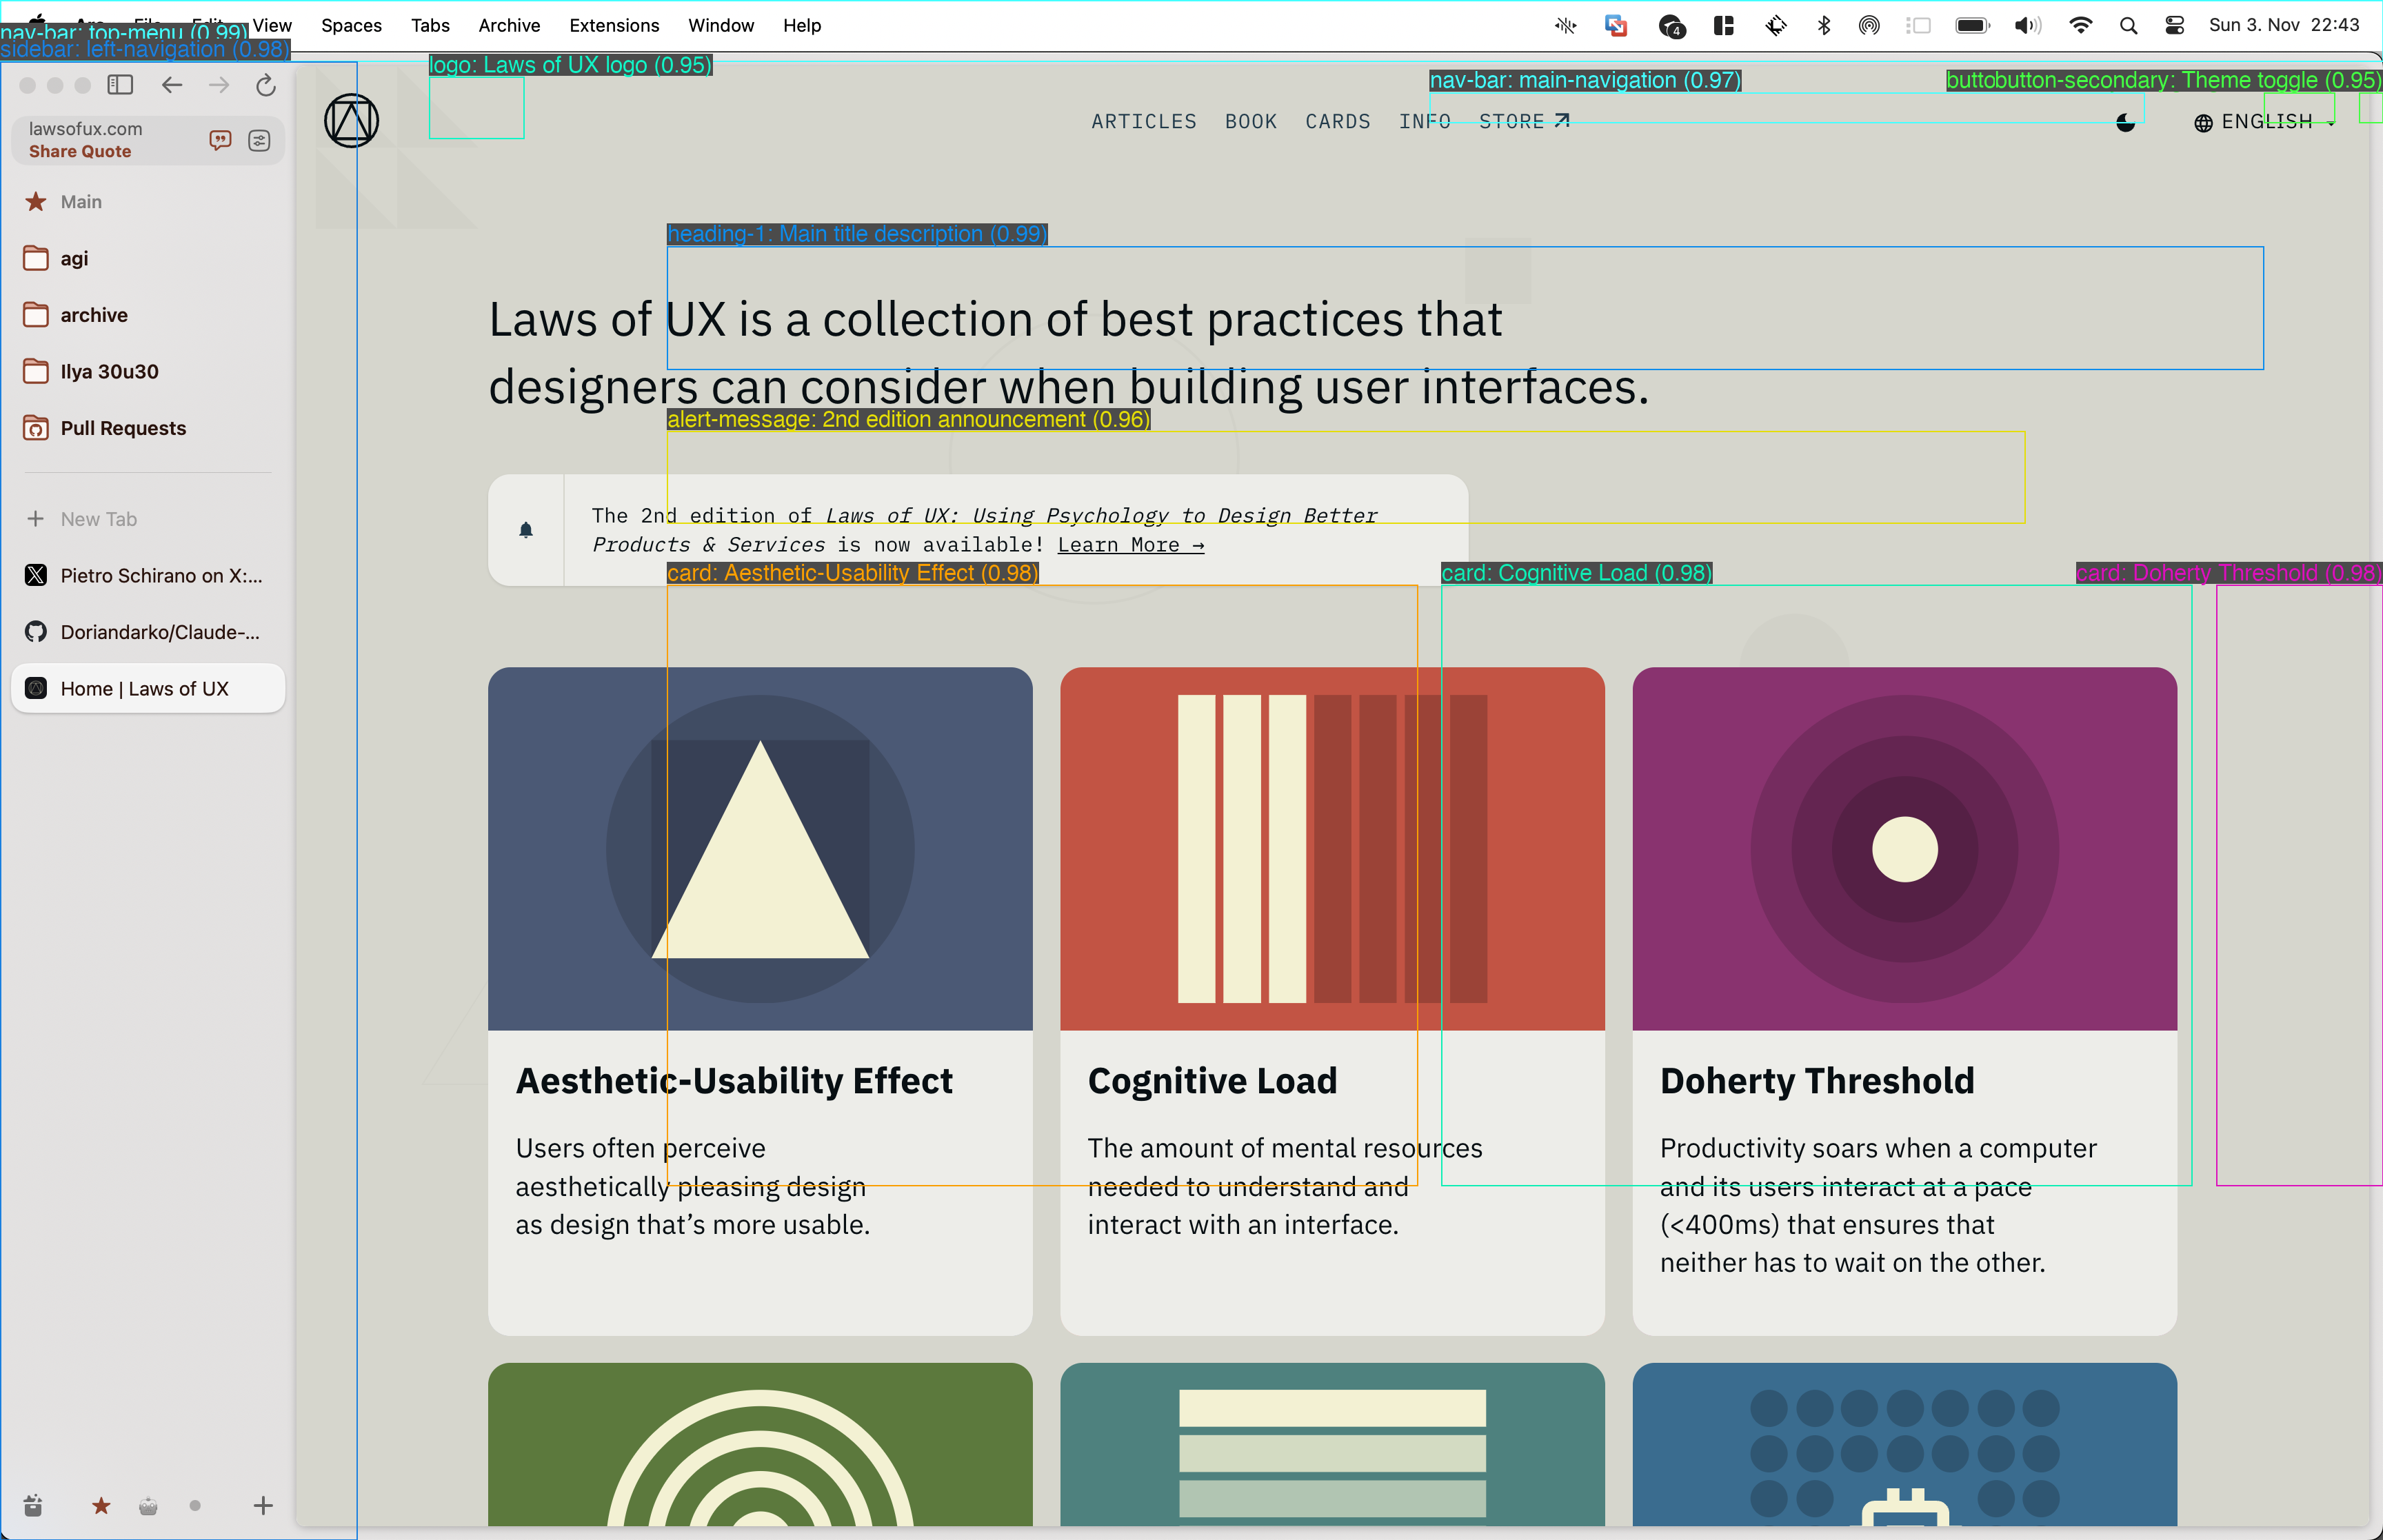 Arc File Edit View Spaces Tabs Archive Extensions Window Help
4
Sun 3. Nov 22:43
nav-bar: top-menu (0.99)
sidebar: left-navigation (0.98)
logo: Laws of UX logo (0.95)
nav-bar: main-navigation (0.97)
buttobutton-secondary: Theme toggle (0.95)
lawsofux.com
Share Quote
Main
agi
archive
Ilya 30u30
Pull Requests
New Tab
Pietro Schirano on X:...
Doriandarko/Claude-...
Home | Laws of UX
ARTICLES BOOK CARDS INFO STORE
ENGLISH
heading-1: Main title description (0.99)
Laws of UX is a collection of best practices that
designers can consider when building user interfaces.
alert-message: 2nd edition announcement (0.96)
The 2nd edition of Laws of UX: Using Psychology to Design Better
Products & Services is now available! Learn More →
card: Aesthetic-Usability Effect (0.98)
card: Cognitive Load (0.98)
card: Doherty Threshold (0.98)
Aesthetic-Usability Effect
Users often perceive
aesthetically pleasing design
as design that’s more usable.
Cognitive Load
The amount of mental resources
needed to understand and
interact with an interface.
Doherty Threshold
Productivity soars when a computer
and its users interact at a pace
(<400ms) that ensures that
neither has to wait on the other.